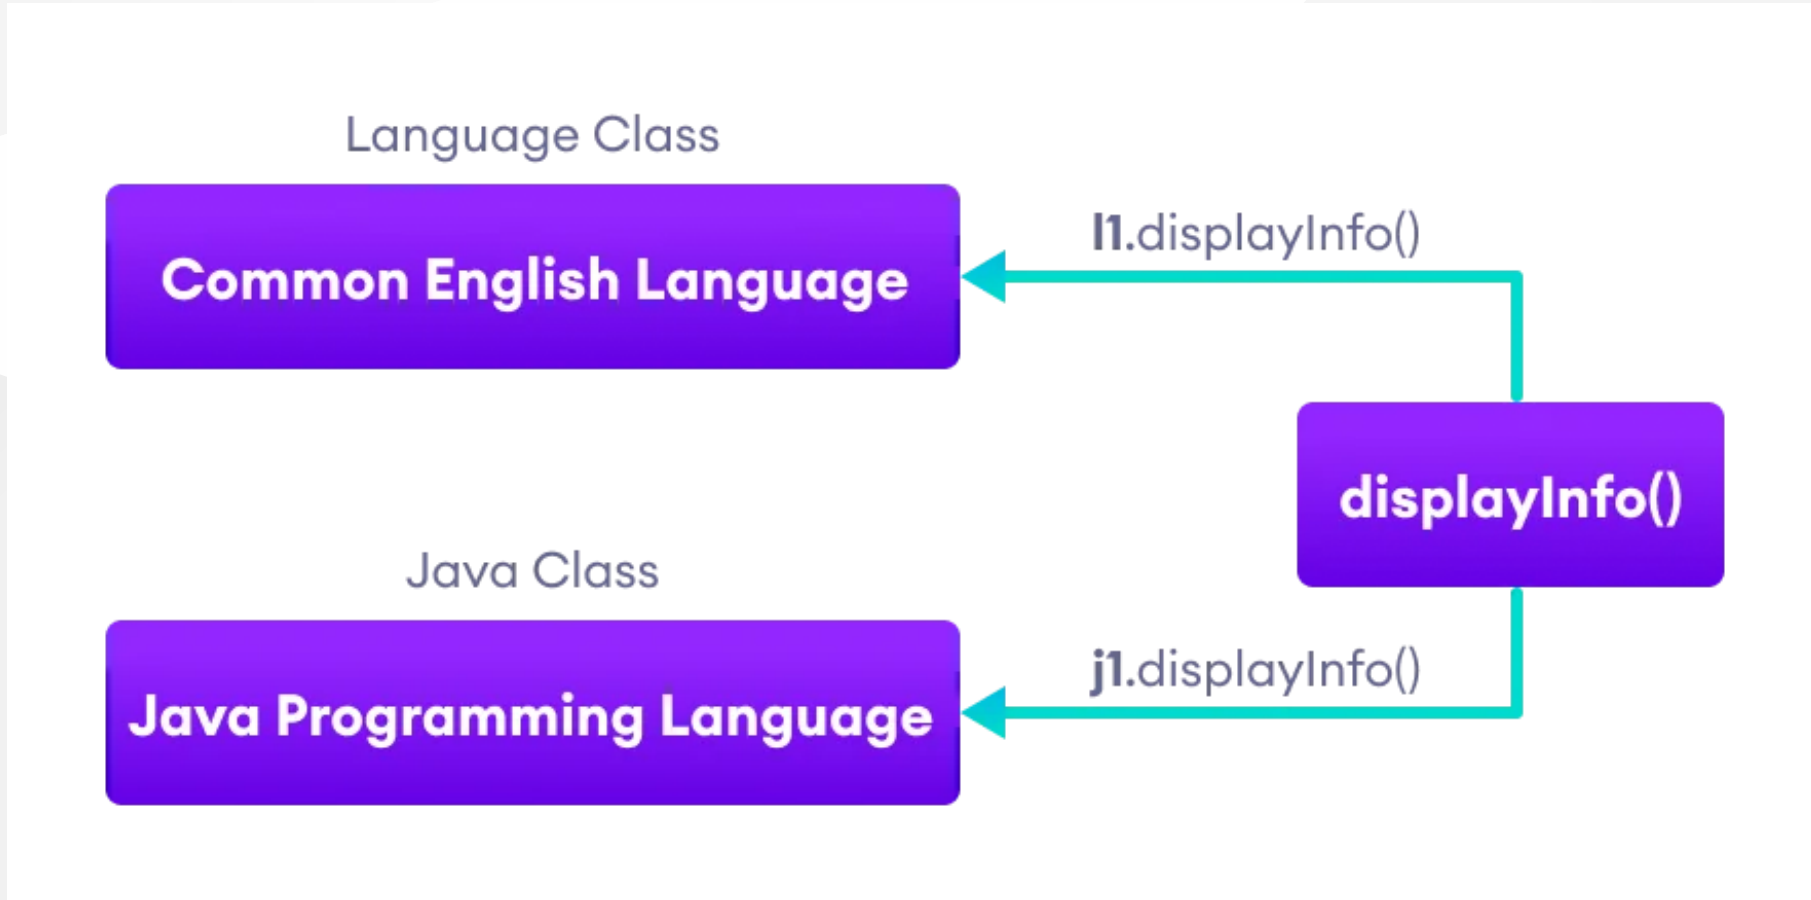 Language Class
Common English Language
l1.displayInfo()
displayInfo()
Java Class
Java Programming Language
j1.displayInfo()